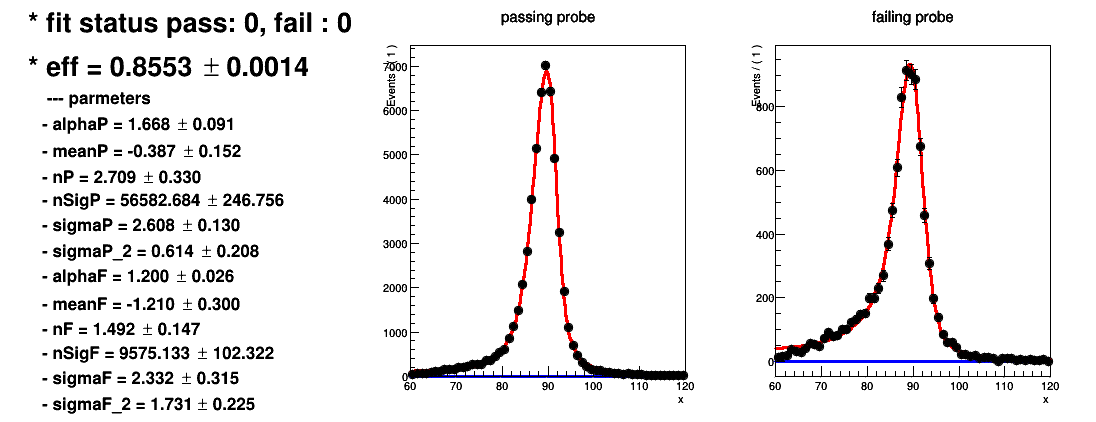 * fit status pass: 0, fail : 0
* eff = 0.8553 ± 0.0014
--- parmeters
- alphaP = 1.668 ± 0.091
- meanP = -0.387 ± 0.152
- nP = 2.709 ± 0.330
- nSigP = 56582.684 ± 246.756
- sigmaP = 2.608 ± 0.130
- sigmaP_2 = 0.614 ± 0.208
- alphaF = 1.200 ± 0.026
- meanF = -1.210 ± 0.300
- nF = 1.492 ± 0.147
- nSigF = 9575.133 ± 102.322
- sigmaF = 2.332 ± 0.315
- sigmaF_2 = 1.731 ± 0.225
passing probe
Events / ( 1 )
7000
6000
5000
4000
3000
2000
1000
0
60 70 80 90 100 110 120
x
failing probe
Events / ( 1 )
800
600
400
200
0
60 70 80 90 100 110 120
x